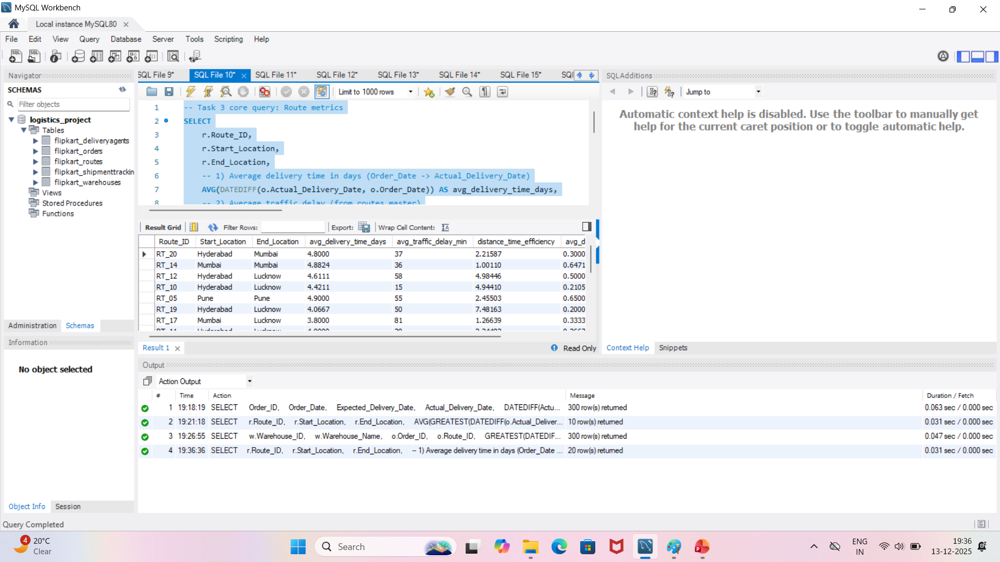 MySQL Workbench
Local instance MySQL80
File Edit View Query Database Server Tools Scripting Help
Navigator
SCHEMAS
Filter objects
logistics_project
Tables
flipkart_deliveryagents
flipkart_orders
flipkart_routes
flipkart_shipmenttrackin
flipkart_warehouses
Views
Stored Procedures
Functions
Administration Schemas
Information
No object selected
Object Info Session
SQL File 9* SQL File 10* SQL File 11* SQL File 12* SQL File 13* SQL File 14* SQL File 15* SQL
Limit to 1000 rows
1 -- Task 3 core query: Route metrics
2 SELECT
3 r.Route_ID,
4 r.Start_Location,
5 r.End_Location,
6 -- 1) Average delivery time in days (Order_Date -> Actual_Delivery_Date)
7 AVG(DATEDIFF(o.Actual_Delivery_Date, o.Order_Date)) AS avg_delivery_time_days,
8 -- 2) Average traffic delay (from routes master)
Result Grid Filter Rows: Export: Wrap Cell Content:
Route_ID Start_Location End_Location avg_delivery_time_days avg_traffic_delay_min distance_time_efficiency avg_d
RT_20 Hyderabad Mumbai 4.8000 37 2.21587 0.3000
RT_14 Mumbai Mumbai 4.8824 36 1.00110 0.6471
RT_12 Hyderabad Lucknow 4.6111 58 4.98446 0.5000
RT_10 Hyderabad Lucknow 4.4211 15 4.94410 0.2105
RT_05 Pune Pune 4.9000 55 2.45503 0.6500
RT_19 Hyderabad Lucknow 4.0667 50 7.48163 0.2000
RT_17 Mumbai Lucknow 3.8000 81 1.26639 0.3333
RT_11 Hyderabad Lucknow
Result 1 Read Only
SQLAdditions
Jump to
Automatic context help is disabled. Use the toolbar to manually get
help for the current caret position or to toggle automatic help.
Context Help Snippets
Output
Action Output
# Time Action Message Duration / Fetch
1 19:18:19 SELECT Order_ID, Order_Date, Expected_Delivery_Date, Actual_Delivery_Date, DATEDIFF(Actu... 300 row(s) returned 0.063 sec / 0.000 sec
2 19:21:18 SELECT r.Route_ID, r.Start_Location, r.End_Location, AVG(GREATEST(DATEDIFF(o.Actual_Deliver... 10 row(s) returned 0.031 sec / 0.000 sec
3 19:26:55 SELECT w.Warehouse_ID, w.Warehouse_Name, o.Order_ID, o.Route_ID, GREATEST(DATEDIF... 300 row(s) returned 0.047 sec / 0.000 sec
4 19:36:36 SELECT r.Route_ID, r.Start_Location, r.End_Location, -- 1) Average delivery time in days (Order_Date ... 20 row(s) returned 0.031 sec / 0.000 sec
Query Completed
4
20°C
Clear
Search
ENG
IN
19:36
13-12-2025